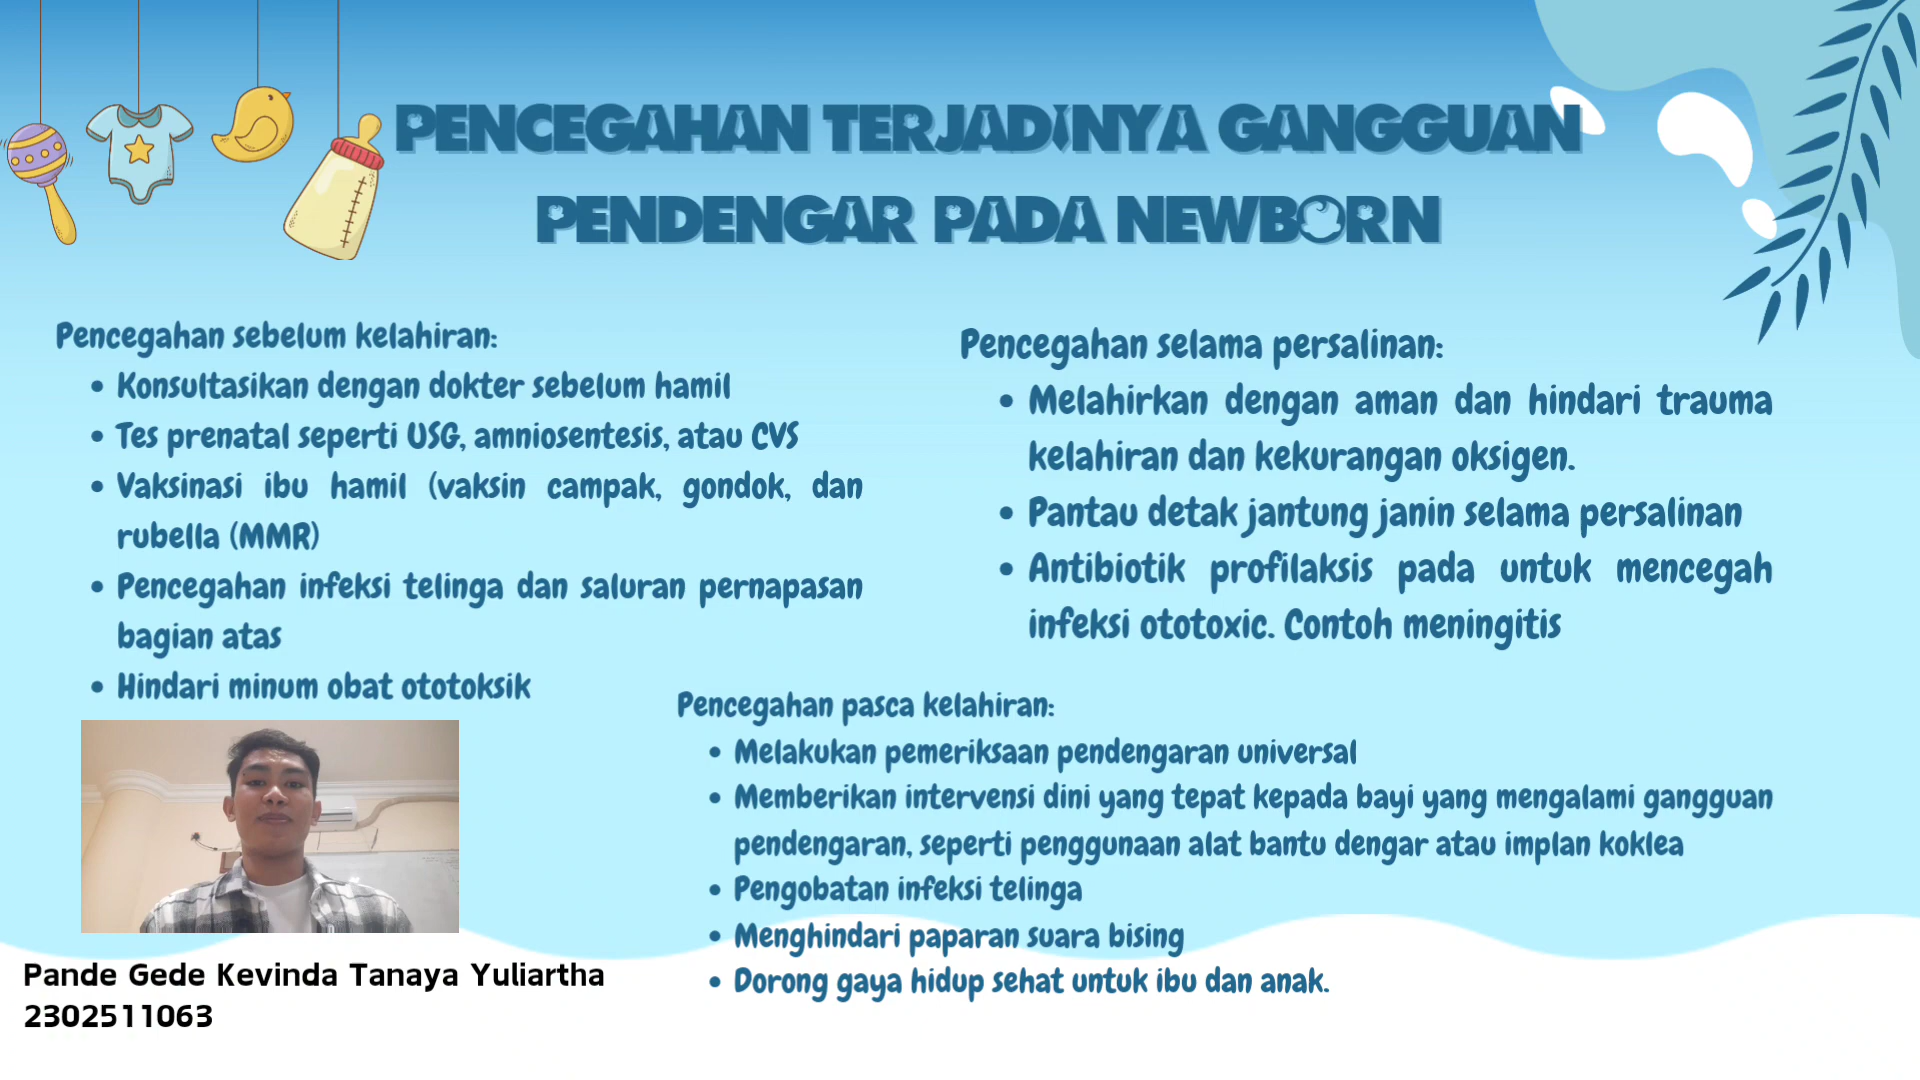 PENCEGAHAN TERJADINYA GANGGUAN
PENDENGAR PADA NEWBORN
Pencegahan sebelum kelahiran:
• Konsultasikan dengan dokter sebelum hamil
• Tes prenatal seperti USG, amniosentesis, atau CVS
• Vaksinasi ibu hamil (vaksin campak, gondok, dan
rubella (MMR)
• Pencegahan infeksi telinga dan saluran pernapasan
bagian atas
• Hindari minum obat ototoksik
Pencegahan selama persalinan:
• Melahirkan dengan aman dan hindari trauma
kelahiran dan kekurangan oksigen.
• Pantau detak jantung janin selama persalinan
• Antibiotik profilaksis pada untuk mencegah
infeksi ototoxic. Contoh meningitis
Pencegahan pasca kelahiran:
• Melakukan pemeriksaan pendengaran universal
• Memberikan intervensi dini yang tepat kepada bayi yang mengalami gangguan
pendengaran, seperti penggunaan alat bantu dengar atau implan koklea
• Pengobatan infeksi telinga
• Menghindari paparan suara bising
• Dorong gaya hidup sehat untuk ibu dan anak.
Pande Gede Kevinda Tanaya Yuliartha
2302511063